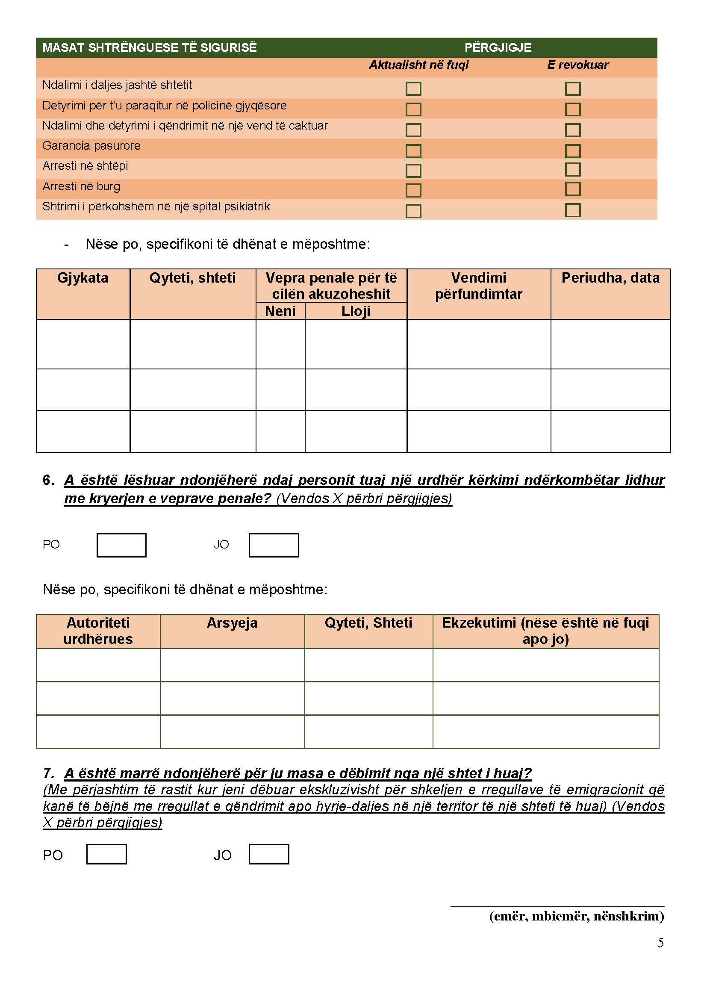 MASAT SHTRËNGUESE TË SIGURISË PËRGJIGJE
Aktualisht në fuqi E revokuar
Ndalimi i daljes jashtë shtetit
Detyrimi për t’u paraqitur në policinë gjyqësore
Ndalimi dhe detyrimi i qëndrimit në një vend të caktuar
Garancia pasurore
Arresti në shtëpi
Arresti në burg
Shtrimi i përkohshëm në një spital psikiatrik
- Nëse po, specifikoni të dhënat e mëposhtme:
Gjykata Qyteti, shteti Vepra penale për të Vendimi Periudha, data
cilën akuzoheshit përfundimtar
Neni Lloji
6. A është lëshuar ndonjëherë ndaj personit tuaj një urdhër kërkimi ndërkombëtar lidhur
me kryerjen e veprave penale? (Vendos X përbri përgjigjes)
PO JO
Nëse po, specifikoni të dhënat e mëposhtme:
Autoriteti Arsyeja Qyteti, Shteti Ekzekutimi (nëse është në fuqi
urdhërues apo jo)
7. A është marrë ndonjëherë për ju masa e dëbimit nga një shtet i huaj?
(Me përjashtim të rastit kur jeni dëbuar ekskluzivisht për shkeljen e rregullave të emigracionit që
kanë të bëjnë me rregullat e qëndrimit apo hyrje-daljes në një territor të një shteti të huaj) (Vendos
X përbri përgjigjes)
PO JO
(emër, mbiemër, nënshkrim)
5